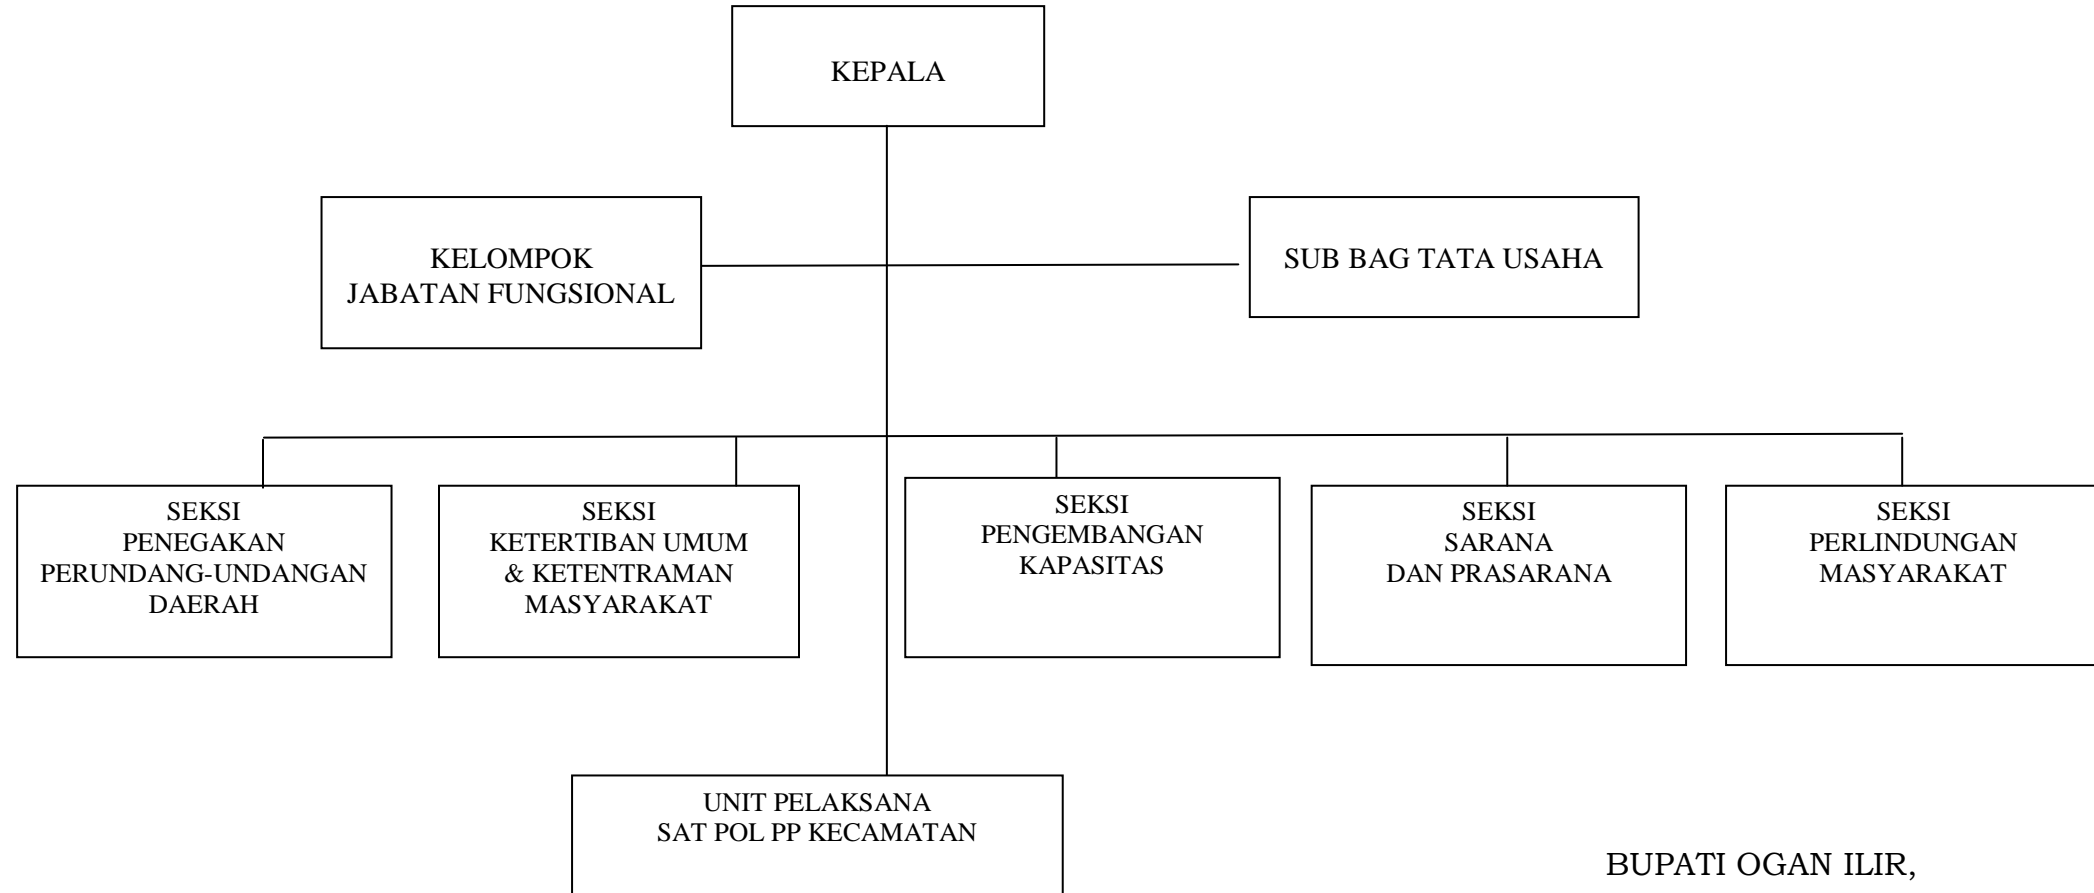 KEPALA
KELOMPOK
JABATAN FUNGSIONAL
SUB BAG TATA USAHA
SEKSI
PENEGAKAN
PERUNDANG-UNDANGAN
DAERAH
SEKSI
KETERTIBAN UMUM
& KETENTRAMAN
MASYARAKAT
SEKSI
PENGEMBANGAN
KAPASITAS
SEKSI
SARANA
DAN PRASARANA
SEKSI
PERLINDUNGAN
MASYARAKAT
UNIT PELAKSANA
SAT POL PP KECAMATAN
BUPATI OGAN ILIR,